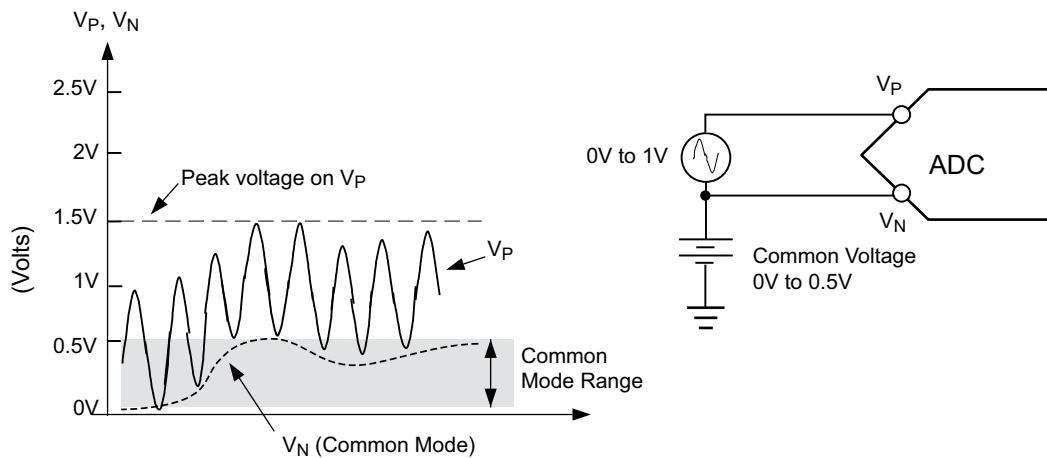 VP, VN
2.5V
2V
Peak voltage on VP
1.5V
VP
(Volts)
1V
0.5V
Common
Mode Range
0V
VN (Common Mode)
VP
0V to 1V
ADC
VN
Common Voltage
0V to 0.5V